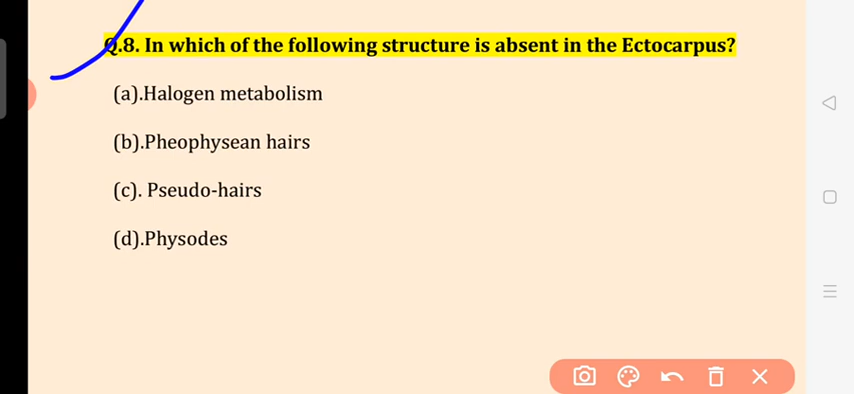 Q.8. In which of the following structure is absent in the Ectocarpus?
(a).Halogen metabolism
(b).Pheophysean hairs
(c). Pseudo-hairs
(d).Physodes